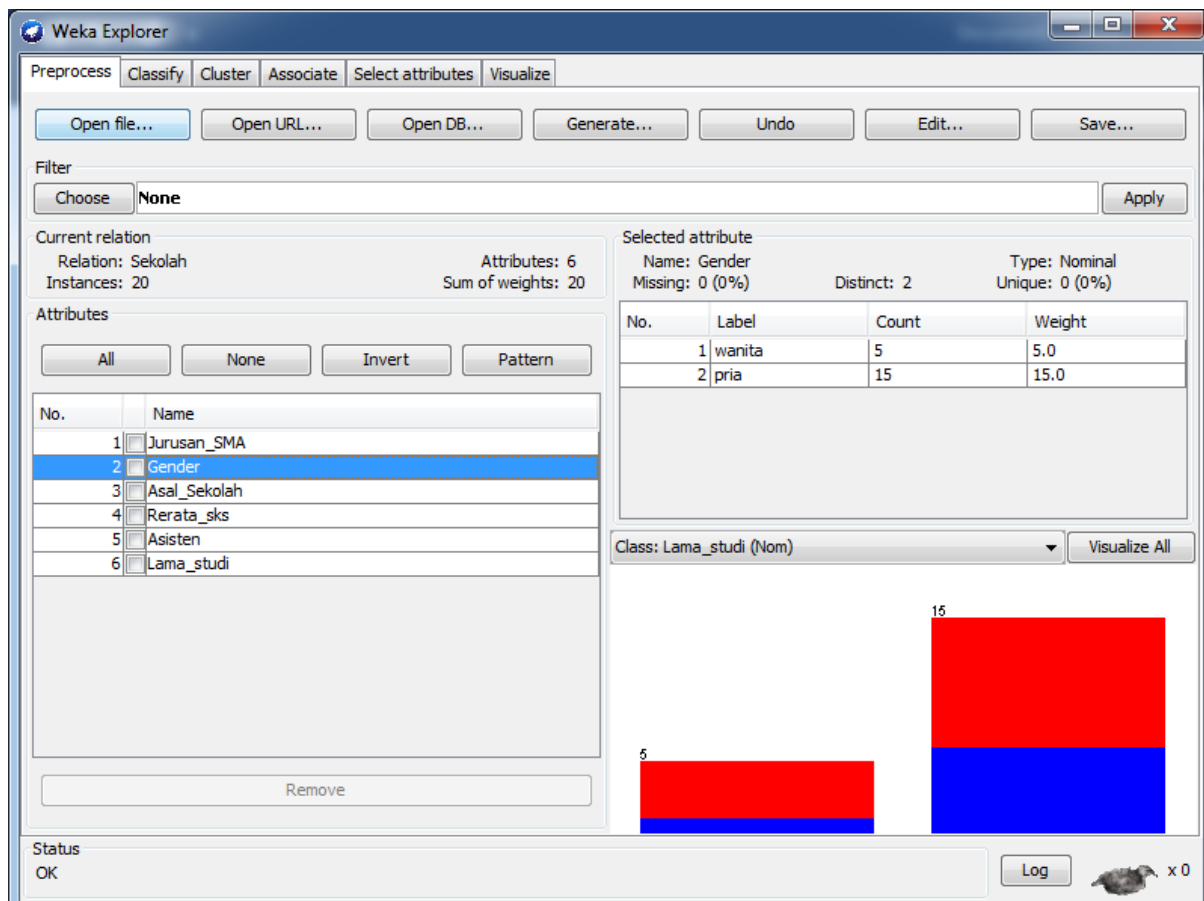 Weka Explorer
Preprocess Classify Cluster Associate Select attributes Visualize
Open file... Open URL... Open DB... Generate... Undo Edit... Save...
Filter
Choose None Apply
Current relation
Relation: Sekolah Attributes: 6
Instances: 20 Sum of weights: 20
Attributes
All None Invert Pattern
No. Name
1 Jurusan_SMA
2 Gender
3 Asal_Sekolah
4 Rerata_sks
5 Asisten
6 Lama_studi
Remove
Selected attribute
Name: Gender Type: Nominal
Missing: 0 (0%) Distinct: 2 Unique: 0 (0%)
No. Label Count Weight
1 wanita 5 5.0
2 pria 15 15.0
Class: Lama_studi (Nom) Visualize All
15
5
Status
OK Log x 0